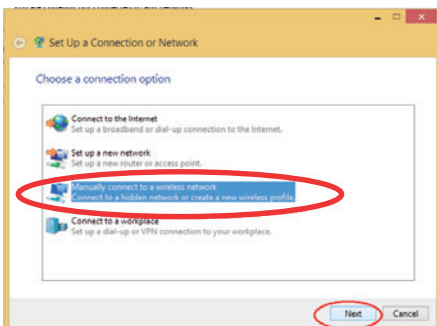 Set Up a Connection or Network
Choose a connection option
Connect to the Internet
Set up a broadband or dial-up connection to the Internet.
Set up a new network
Set up a new router or access point.
Manually connect to a wireless network
Connect to a hidden network or create a new wireless profile.
Connect to a workplace
Set up a dial-up or VPN connection to your workplace.
Next Cancel